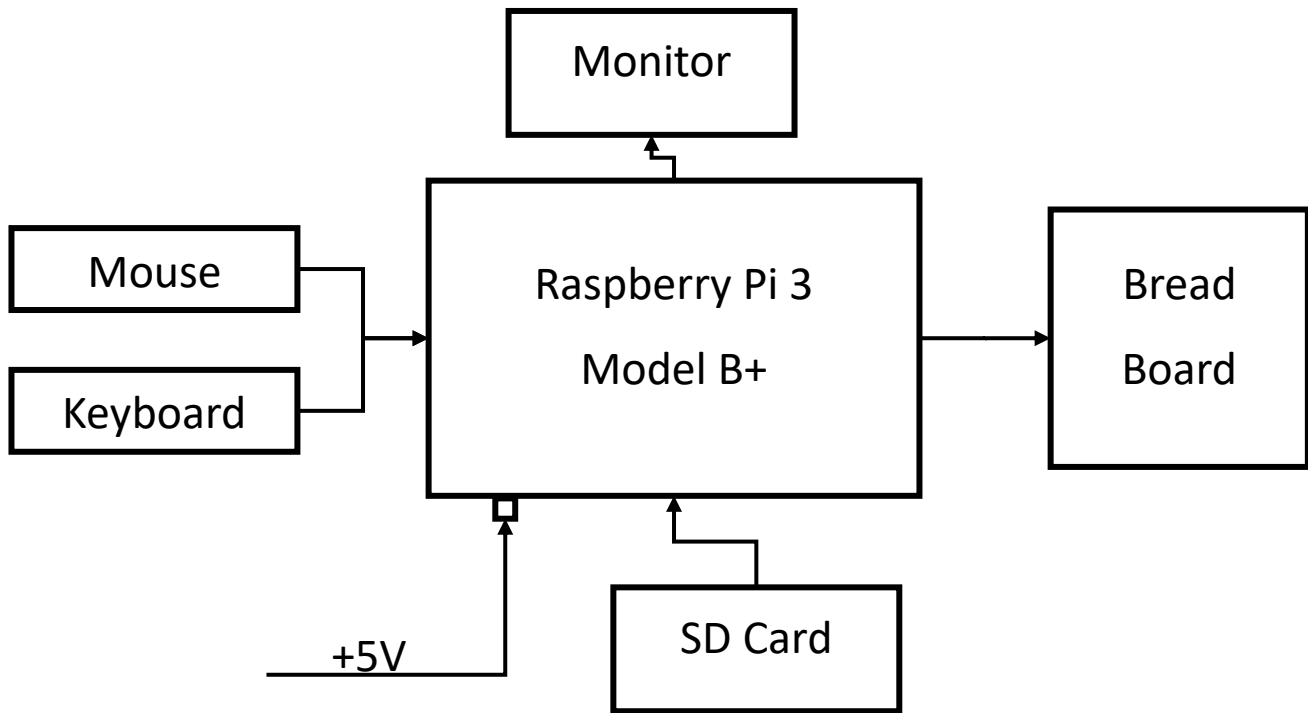 Monitor
Mouse
Keyboard
Raspberry Pi 3
Model B+
Bread
Board
+5V
SD Card